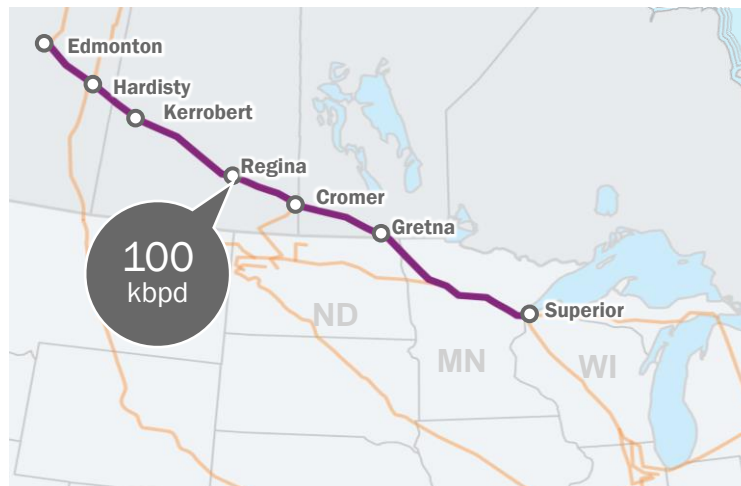 Edmonton
Hardisty
Kerrobert
Regina
Cromer
Gretna
100
kbpd
ND
Superior
MN
WI